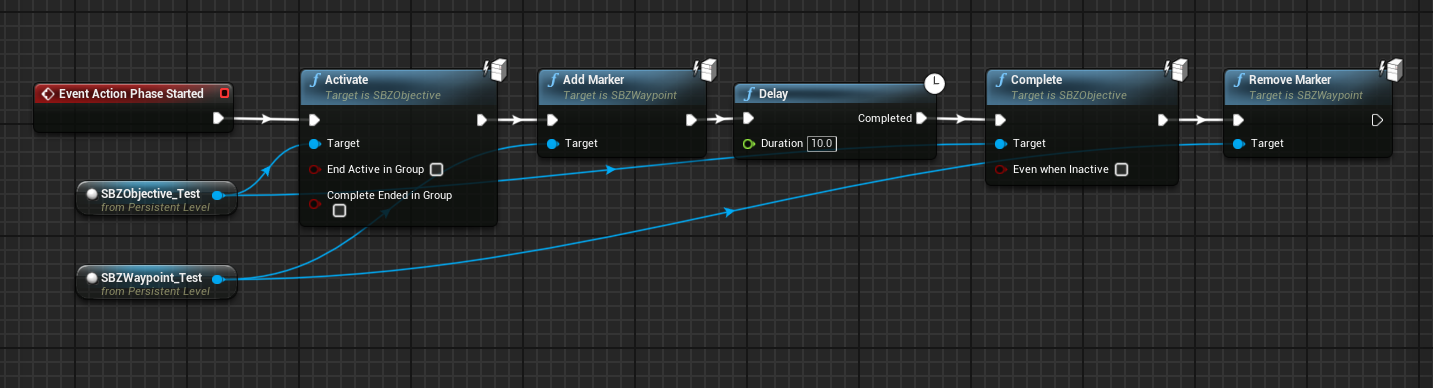 Event Action Phase Started
Activate
Target is SBZObjective
Target
End Active in Group
Complete Ended in Group
Add Marker
Target is SBZWaypoint
Target
Delay
Completed
Duration 10.0
Complete
Target is SBZObjective
Target
Even when Inactive
Remove Marker
Target is SBZWaypoint
Target
SBZObjective_Test
from Persistent Level
SBZWaypoint_Test
from Persistent Level